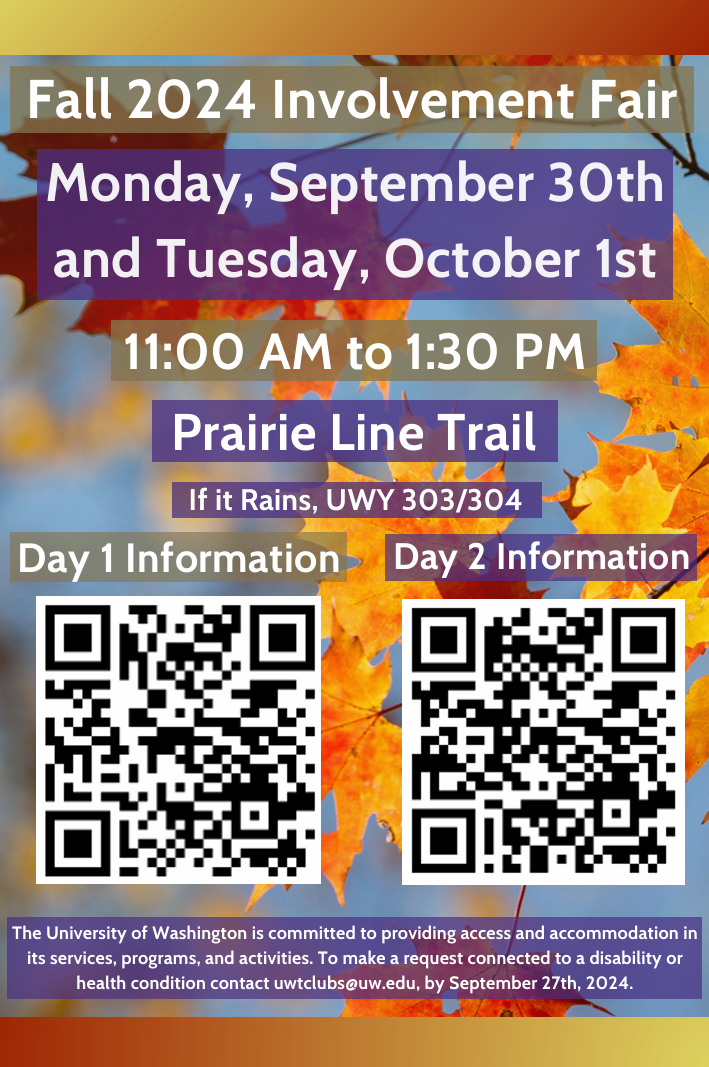 Fall 2024 Involvement Fair
Monday, September 30th
and Tuesday, October 1st
11:00 AM to 1:30 PM
Prairie Line Trail
If it Rains, UWY 303/304
Day 1 Information
Day 2 Information
The University of Washington is committed to providing access and accommodation in
its services, programs, and activities. To make a request connected to a disability or
health condition contact uwtclubs@uw.edu, by September 27th, 2024.